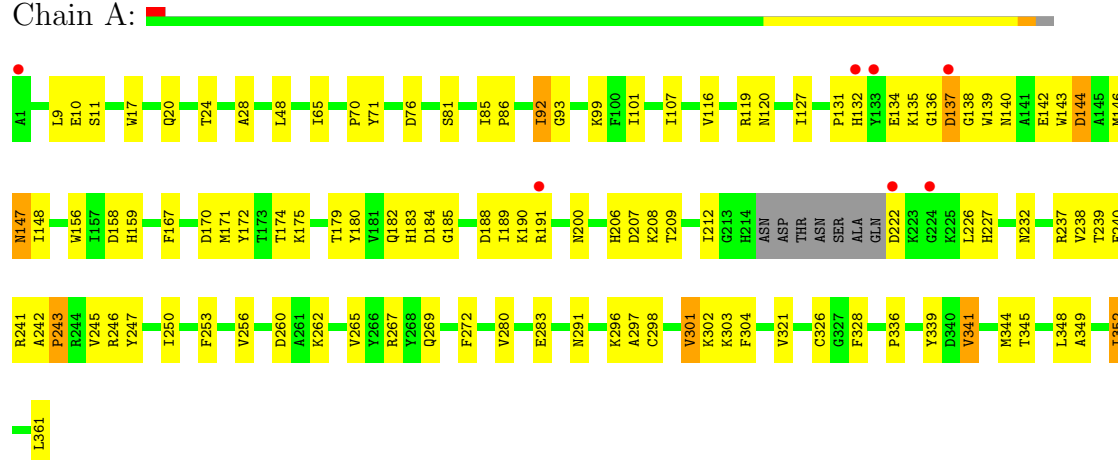 Chain A:
A1 L9 E10 S11 W17 Q20 T24 A28 L48 I65 P70 Y71 D76 S81 I85 P86 I92 G93 K99 F100 I101 I107 V116 R119 N120 I127 P131 H132 Y133 E134 K135 G136 D137 G138 W139 N140 A141 E142 W143 D144 A145 M146
N147 I148 W156 I157 D158 H159 F167 D170 M171 Y172 T173 T174 K175 T179 Y180 V181 Q182 H183 D184 G185 D188 I189 K190 R191 N200 H206 D207 K208 T209 I212 G213 H214 ASN ASP THR ASN SER ALA GLN D222 K223 G224 K225 L226 H227 N232 R237 V238 T239 E240
R241 A242 P243 R244 V245 R246 Y247 I250 F253 V256 D260 A261 K262 V265 Y266 R267 Y268 Q269 F272 V280 E283 N291 K296 A297 C298 V301 K302 K303 F304 V321 C326 G327 F328 P336 Y339 D340 V341 M344 T345 L348 A349 I352
L361